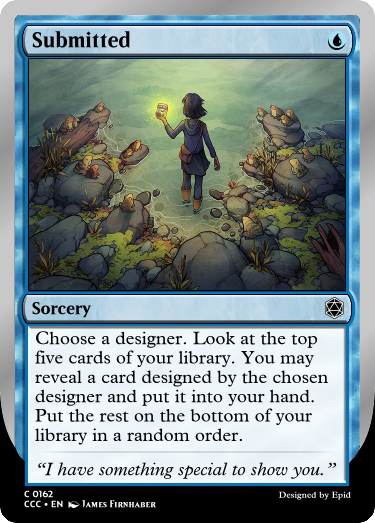 Submitted
Sorcery
Choose a designer. Look at the top
five cards of your library. You may
reveal a card designed by the chosen
designer and put it into your hand.
Put the rest on the bottom of your
library in a random order.
“I have something special to show you.”
C 0162
CCC • EN JAMES FIRNHABER
Designed by Epid